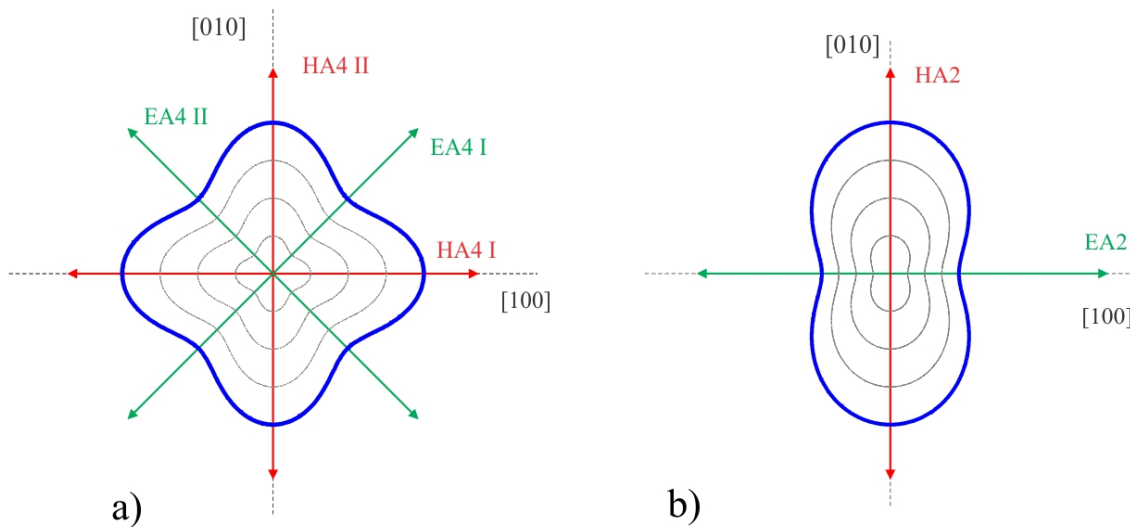 [010]
HA4 II
EA4 II
EA4 I
HA4 I
[100]
a)
[010]
HA2
EA2
[100]
b)